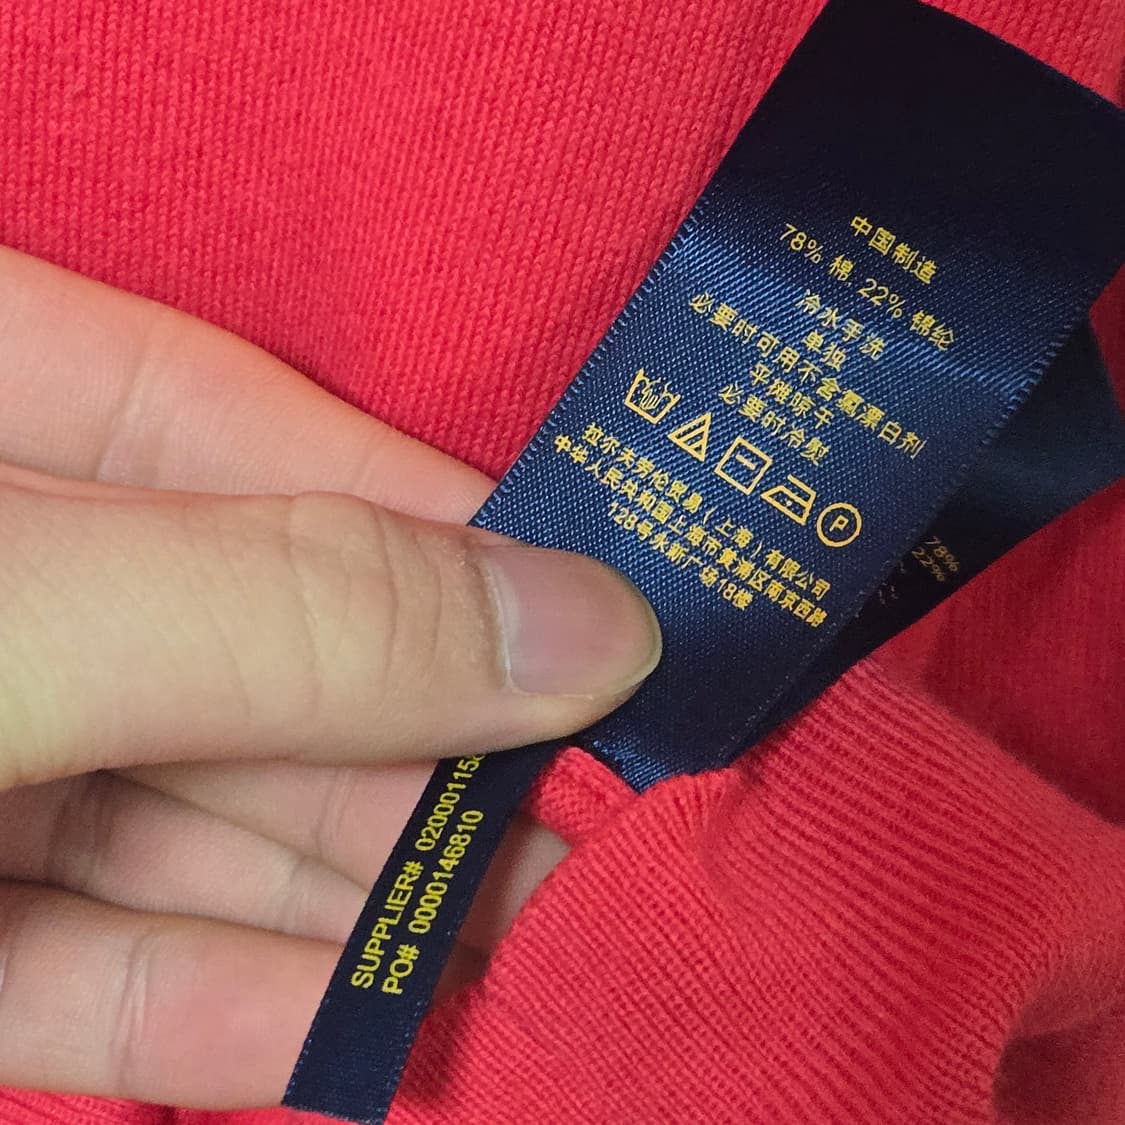 中国制造
78% 棉, 22% 锦纶
冷水手洗
单独
必要时可用不含氯漂白剂
平摊晾干
必要时冷熨
P
拉尔夫劳伦贸易(上海)有限公司
中华人民共和国上海市黄浦区南京西路
128号永新广场18楼
78%
22%
SUPPLIER# 020001158
PO# 0000146810